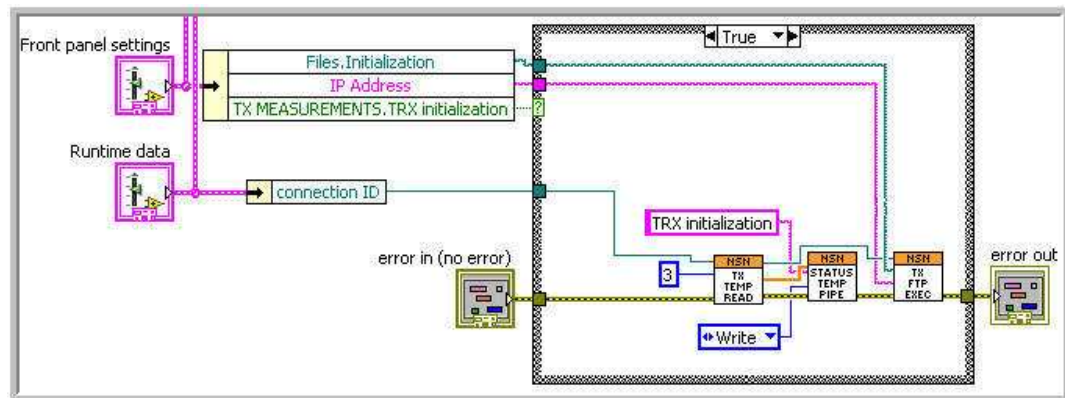 True
Front panel settings
Files.Initialization
IP Address
TX MEASUREMENTS.TRX initialization
?
Runtime data
connection ID
TRX initialization
error in (no error)
error out
3
NSN
TX
TEMP
READ
NSN
STATUS
TEMP
PIPE
NSN
TX
FTP
EXEC
Write